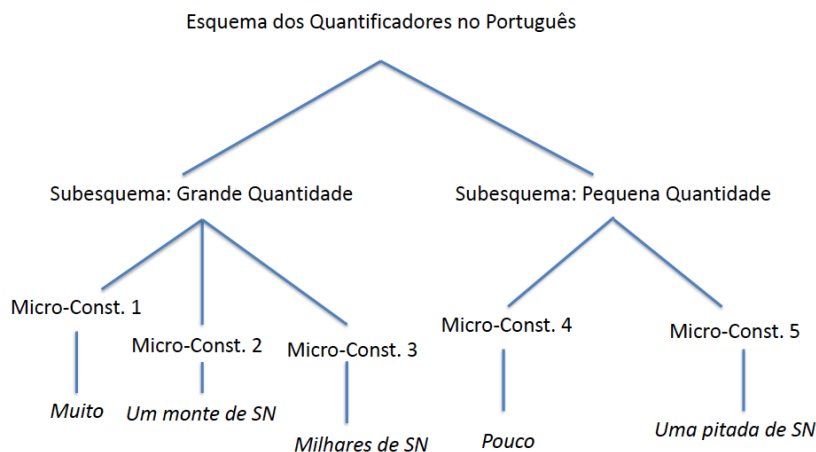 Esquema dos Quantificadores no Português
Subesquema: Grande Quantidade
Subesquema: Pequena Quantidade
Micro-Const. 1
Micro-Const. 2
Micro-Const. 3
Micro-Const. 4
Micro-Const. 5
Muito
Um monte de SN
Milhares de SN
Pouco
Uma pitada de SN